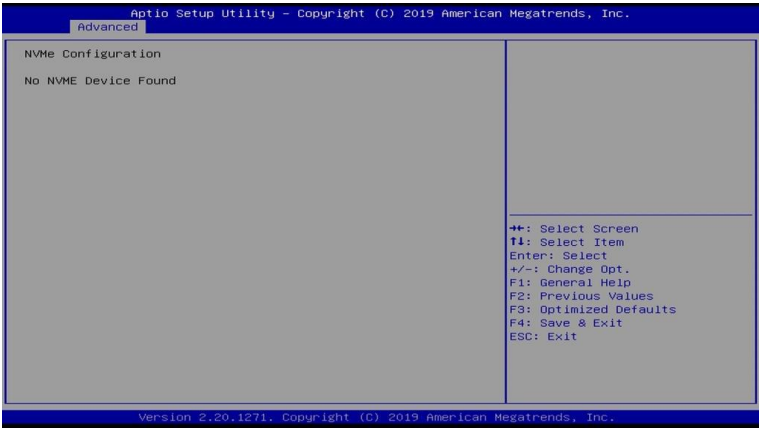 Aptio Setup Utility – Copyright (C) 2019 American Megatrends, Inc.
Advanced
NVMe Configuration
No NVME Device Found
→←: Select Screen
↑↓: Select Item
Enter: Select
+/-: Change Opt.
F1: General Help
F2: Previous Values
F3: Optimized Defaults
F4: Save & Exit
ESC: Exit
Version 2.20.1271. Copyright (C) 2019 American Megatrends, Inc.